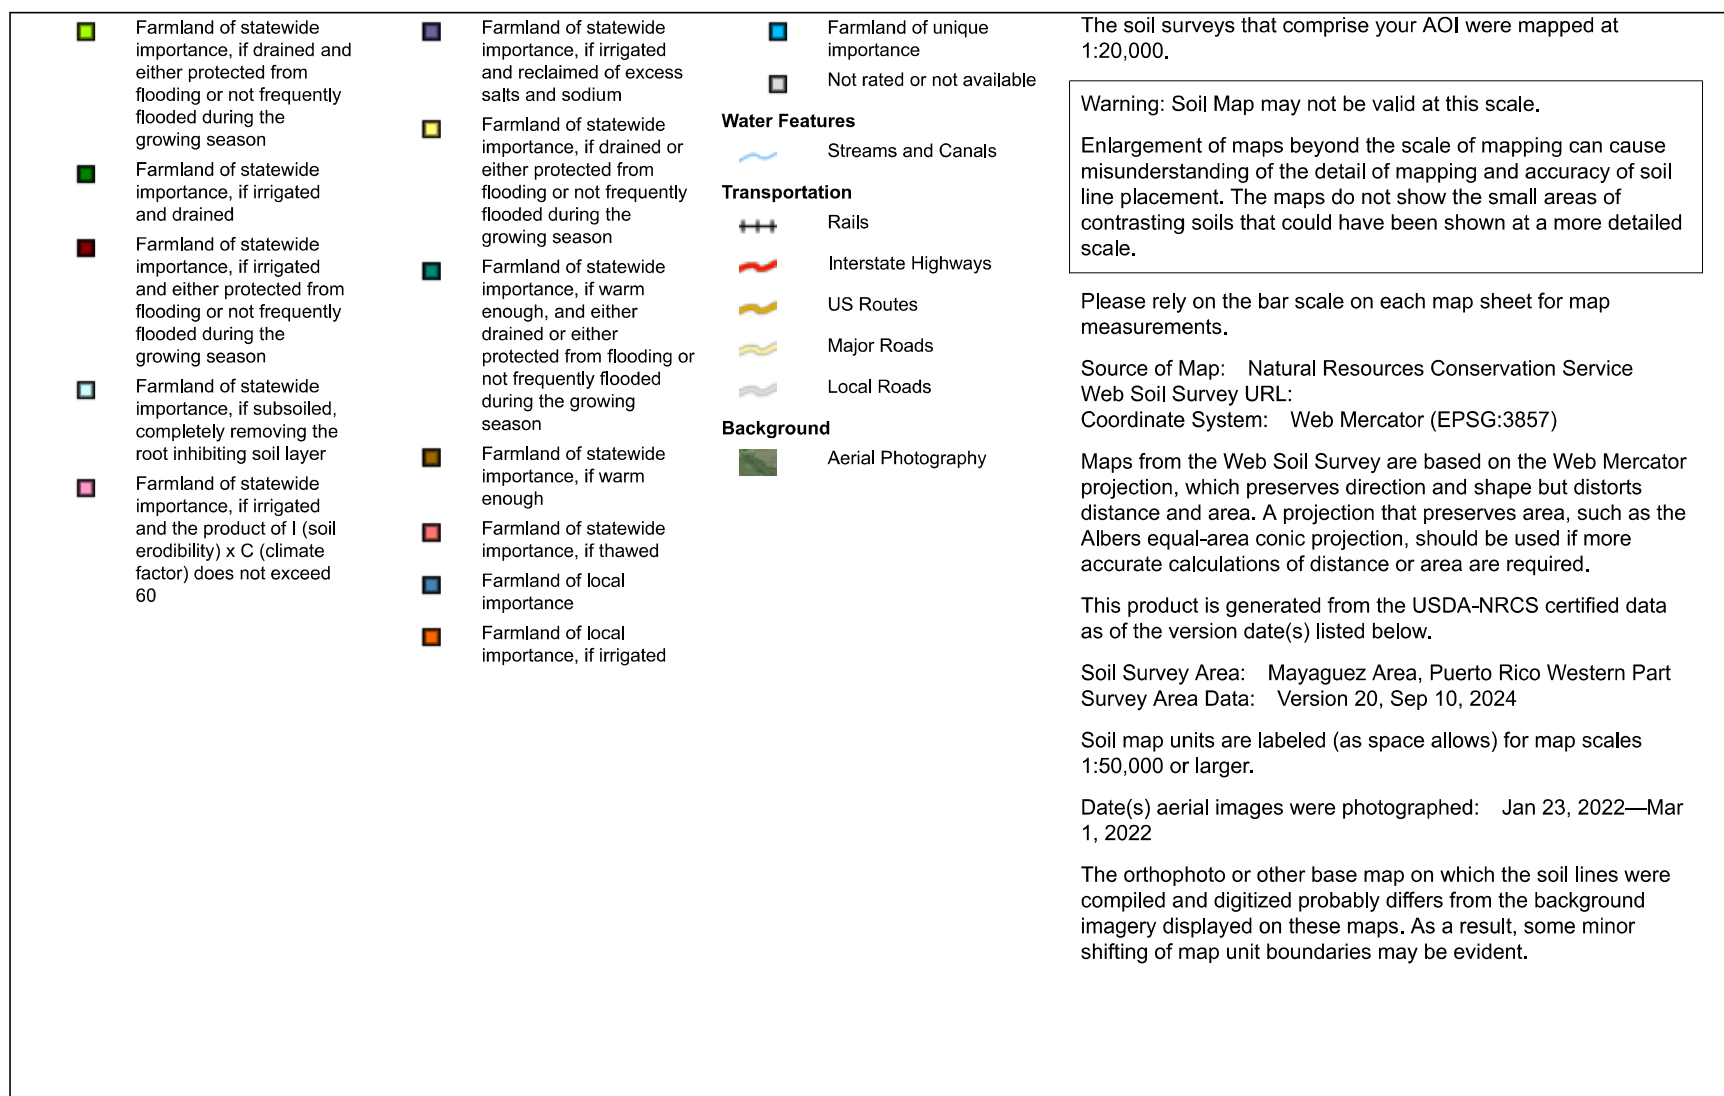 Farmland of statewide
importance, if drained and
either protected from
flooding or not frequently
flooded during the
growing season
Farmland of statewide
importance, if irrigated
and drained
Farmland of statewide
importance, if irrigated
and either protected from
flooding or not frequently
flooded during the
growing season
Farmland of statewide
importance, if subsoiled,
completely removing the
root inhibiting soil layer
Farmland of statewide
importance, if irrigated
and the product of I (soil
erodibility) x C (climate
factor) does not exceed
60
Farmland of statewide
importance, if irrigated
and reclaimed of excess
salts and sodium
Farmland of statewide
importance, if drained or
either protected from
flooding or not frequently
flooded during the
growing season
Farmland of statewide
importance, if warm
enough, and either
drained or either
protected from flooding or
not frequently flooded
during the growing
season
Farmland of statewide
importance, if warm
enough
Farmland of statewide
importance, if thawed
Farmland of local
importance
Farmland of local
importance, if irrigated
Farmland of unique
importance
Not rated or not available
Water Features
Streams and Canals
Transportation
Rails
Interstate Highways
US Routes
Major Roads
Local Roads
Background
Aerial Photography
The soil surveys that comprise your AOI were mapped at
1:20,000.
Warning: Soil Map may not be valid at this scale.
Enlargement of maps beyond the scale of mapping can cause
misunderstanding of the detail of mapping and accuracy of soil
line placement. The maps do not show the small areas of
contrasting soils that could have been shown at a more detailed
scale.
Please rely on the bar scale on each map sheet for map
measurements.
Source of Map: Natural Resources Conservation Service
Web Soil Survey URL:
Coordinate System: Web Mercator (EPSG:3857)
Maps from the Web Soil Survey are based on the Web Mercator
projection, which preserves direction and shape but distorts
distance and area. A projection that preserves area, such as the
Albers equal-area conic projection, should be used if more
accurate calculations of distance or area are required.
This product is generated from the USDA-NRCS certified data
as of the version date(s) listed below.
Soil Survey Area: Mayaguez Area, Puerto Rico Western Part
Survey Area Data: Version 20, Sep 10, 2024
Soil map units are labeled (as space allows) for map scales
1:50,000 or larger.
Date(s) aerial images were photographed: Jan 23, 2022—Mar
1, 2022
The orthophoto or other base map on which the soil lines were
compiled and digitized probably differs from the background
imagery displayed on these maps. As a result, some minor
shifting of map unit boundaries may be evident.